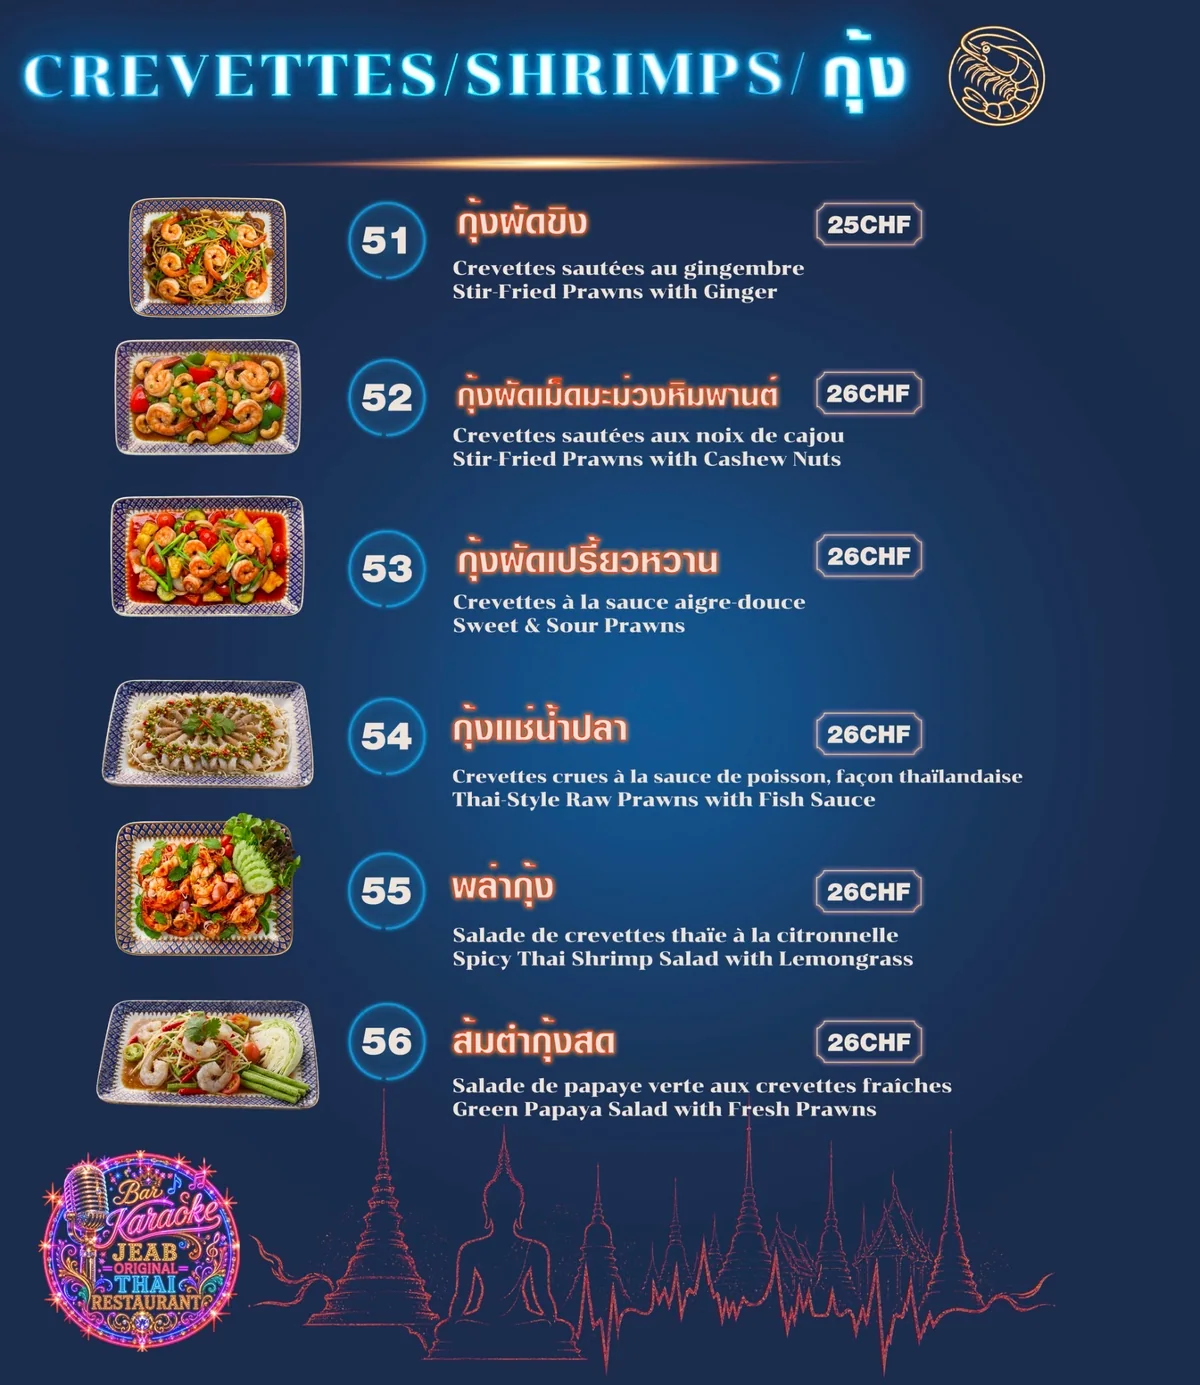 CREVETTES/SHRIMPS/ กุ้ง
51
กุ้งผัดขิง
25CHF
Crevettes sautées au gingembre
Stir-Fried Prawns with Ginger
52
กุ้งผัดเม็ดมะม่วงหิมพานต์
26CHF
Crevettes sautées aux noix de cajou
Stir-Fried Prawns with Cashew Nuts
53
กุ้งผัดเปรี้ยวหวาน
26CHF
Crevettes à la sauce aigre-douce
Sweet & Sour Prawns
54
กุ้งแช่น้ำปลา
26CHF
Crevettes crues à la sauce de poisson, façon thaïlandaise
Thai-Style Raw Prawns with Fish Sauce
55
พล่ากุ้ง
26CHF
Salade de crevettes thaïe à la citronnelle
Spicy Thai Shrimp Salad with Lemongrass
56
ส้มตำกุ้งสด
26CHF
Salade de papaye verte aux crevettes fraîches
Green Papaya Salad with Fresh Prawns
Bar
Karaoke
JEAB
ORIGINAL
THAI
RESTAURANT